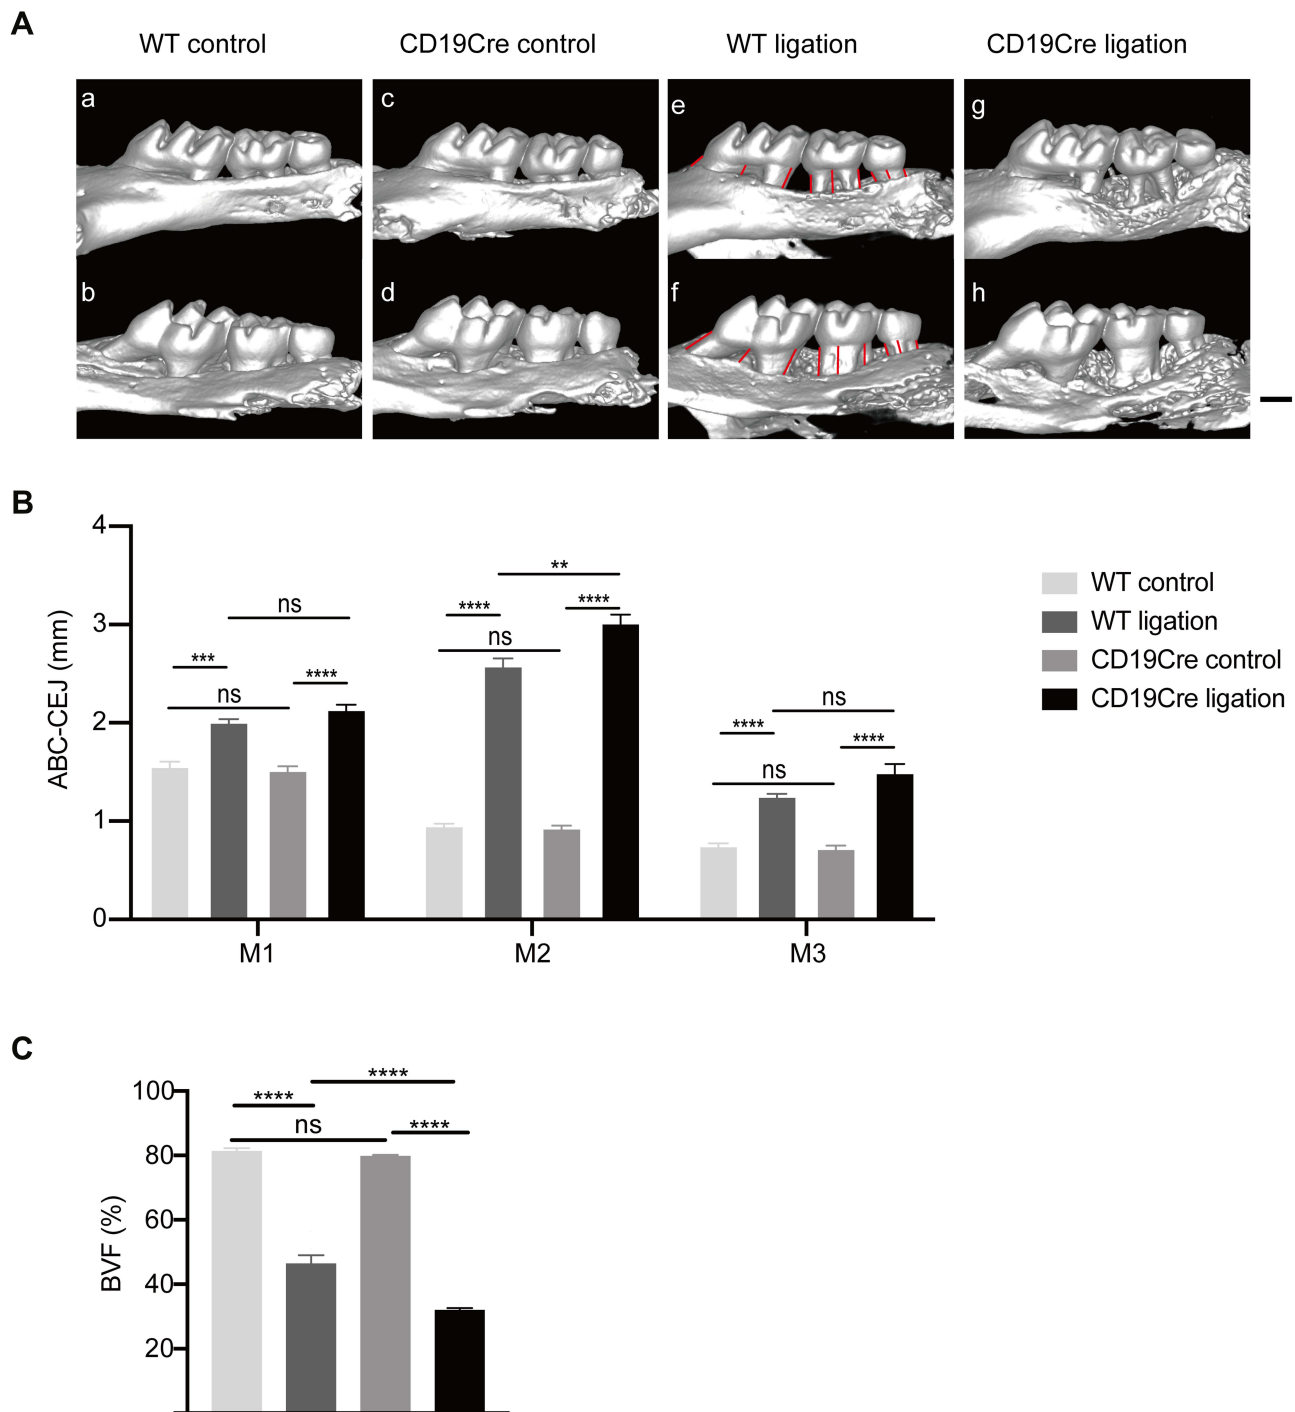 A
WT control CD19Cre control WT ligation CD19Cre ligation
a c e g
b d f h
B
ABC-CEJ (mm)
4
3
2
1
0
*** ns ns ****
**** ns ** ****
**** ns ns ****
M1 M2 M3
WT control
WT ligation
CD19Cre control
CD19Cre ligation
C
BVF (%)
100
80
60
40
20
**** ns **** ****